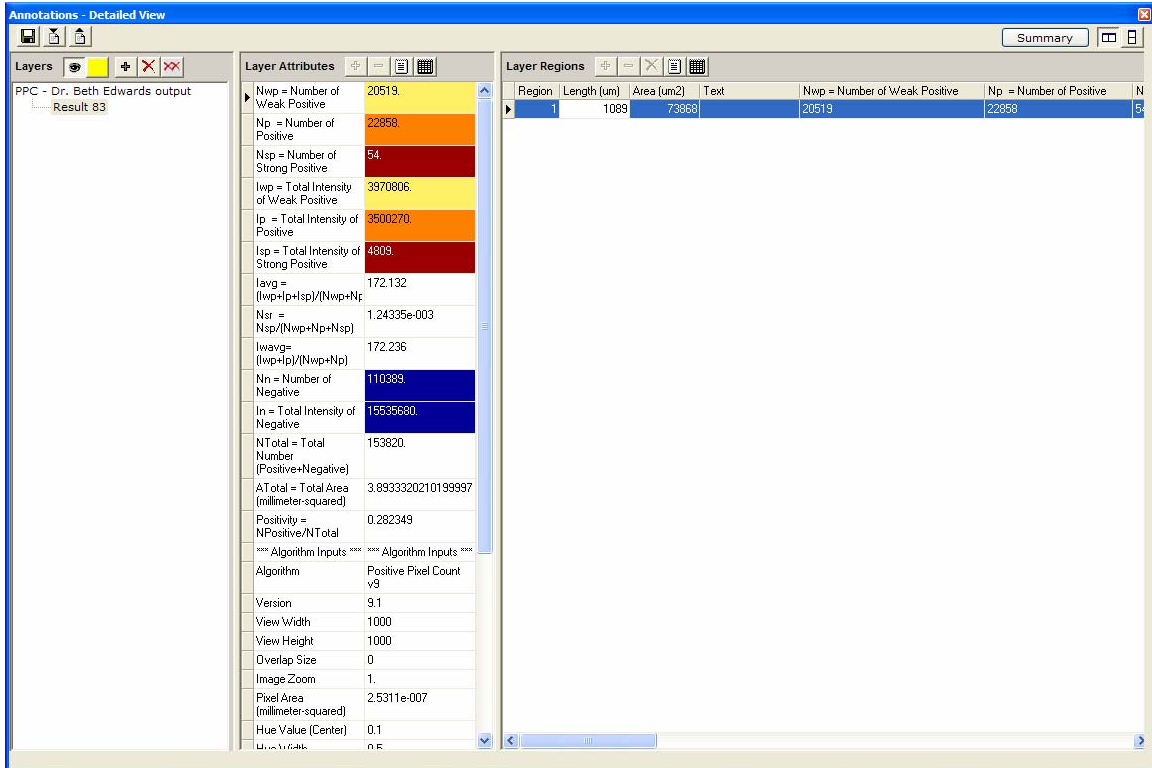 Annotations - Detailed View
Summary
Layers
PPC - Dr. Beth Edwards output
Result 83
Layer Attributes
Nwp = Number of
Weak Positive
20519.
Np = Number of
Positive
22858.
Nsp = Number of
Strong Positive
54.
Iwp = Total Intensity
of Weak Positive
3970806.
Ip = Total Intensity of
Positive
3500270.
Isp = Total Intensity of
Strong Positive
4809.
Iavg =
(Iwp+Ip+Isp)/(Nwp+Np
172.132
Nsr =
Nsp/(Nwp+Np+Nsp)
1.24335e-003
Iwavg=
(Iwp+Ip)/(Nwp+Np)
172.236
Nn = Number of
Negative
110389.
In = Total Intensity of
Negative
15535680.
NTotal = Total
Number
(Positive+Negative)
153820.
ATotal = Total Area
(millimeter-squared)
3.8933320210199997
Positivity =
NPositive/NTotal
0.282349
*** Algorithm Inputs *** *** Algorithm Inputs ***
Algorithm
Positive Pixel Count
v9
Version 9.1
View Width 1000
View Height 1000
Overlap Size 0
Image Zoom 1.
Pixel Area
(millimeter-squared)
2.5311e-007
Hue Value (Center) 0.1
Hue Width 0.5
Layer Regions
Region Length (um) Area (um2) Text Nwp = Number of Weak Positive Np = Number of Positive N
1 1089 73868 20519 22858 54